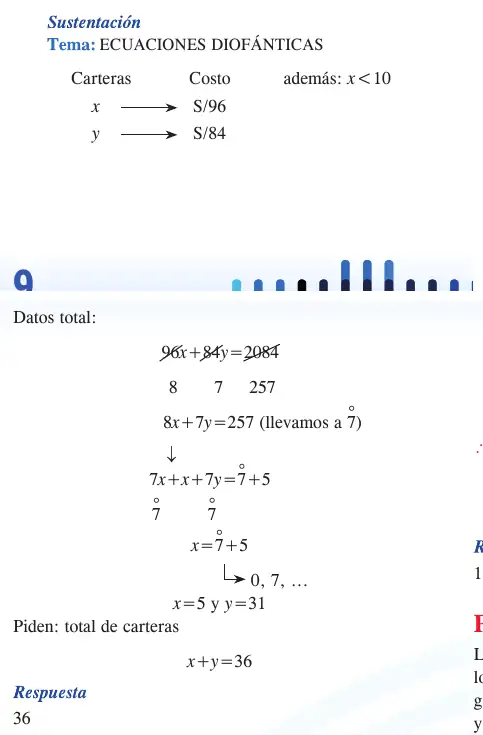 Sustentación
Tema: ECUACIONES DIOFÁNTICAS
Carteras Costo además: x<10
x → S/96
y → S/84
9
Datos total:
96x+84y=2084
8 7 257
8x+7y=257 (llevamos a 7°)
↓
7x+x+7y=7°+5
7° 7°
x=7°+5
0, 7, ...
x=5 y y=31
Piden: total de carteras
x+y=36
Respuesta
36
R
1
L
lo
g
y